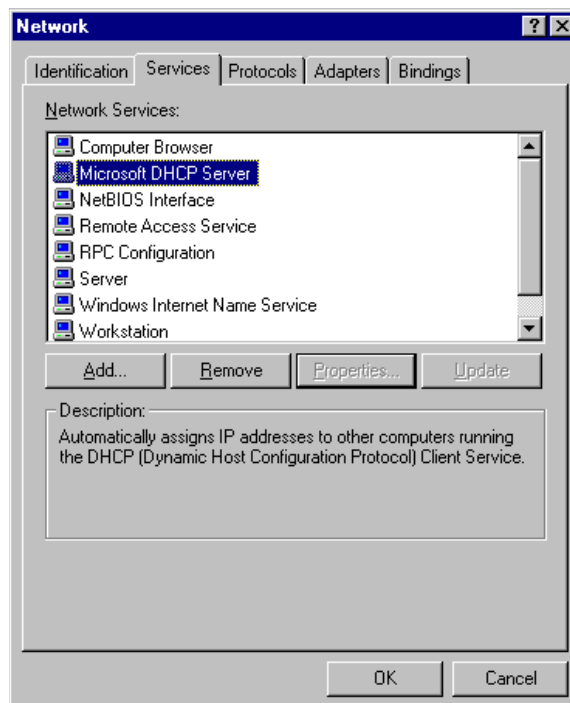 Network
Identification Services Protocols Adapters Bindings
Network Services:
Computer Browser
Microsoft DHCP Server
NetBIOS Interface
Remote Access Service
RPC Configuration
Server
Windows Internet Name Service
Workstation
Add... Remove Properties... Update
Description:
Automatically assigns IP addresses to other computers running
the DHCP (Dynamic Host Configuration Protocol) Client Service.
OK Cancel